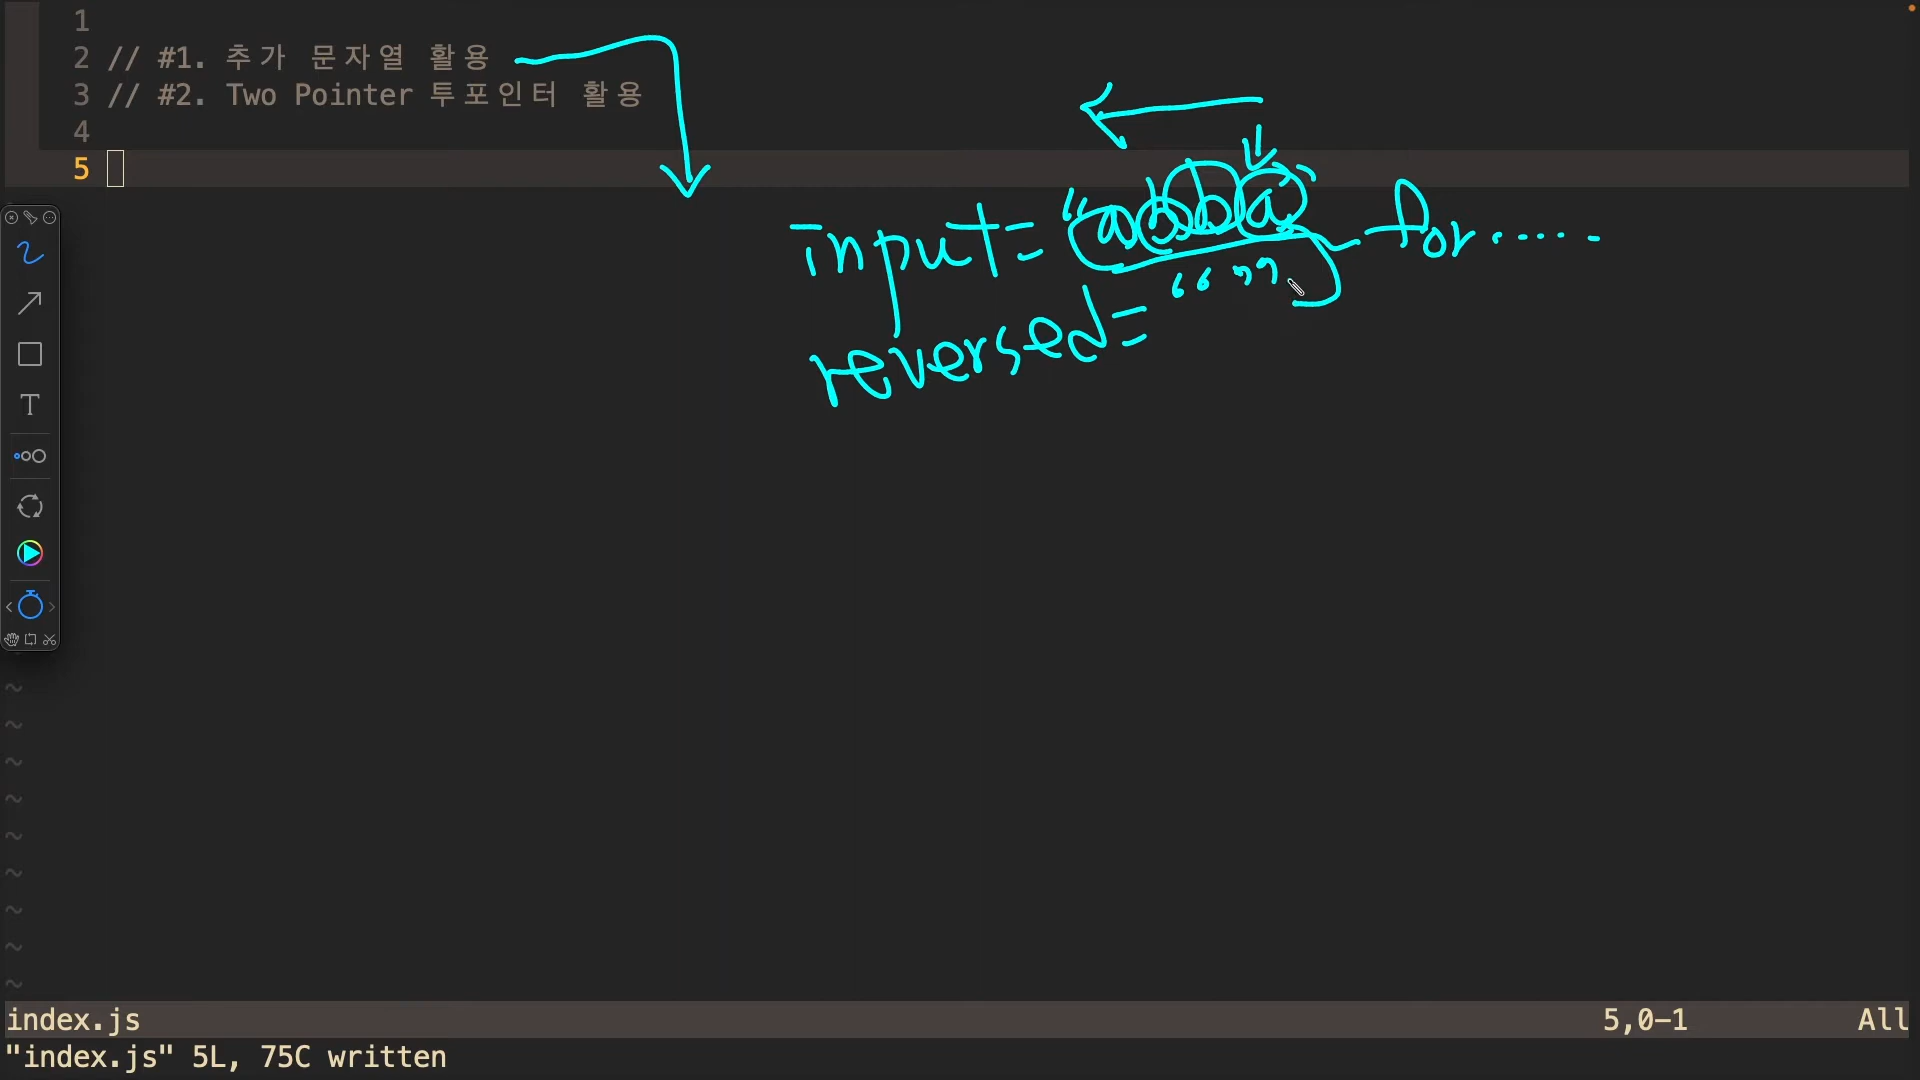 1
2 // #1. 추가 문자열 활용
3 // #2. Two Pointer 투포인터 활용
4
5
input= "abba" for.....
reversed= " "
T
~
~
~
~
~
~
~
~
~
index.js 5,0-1 All
"index.js" 5L, 75C written